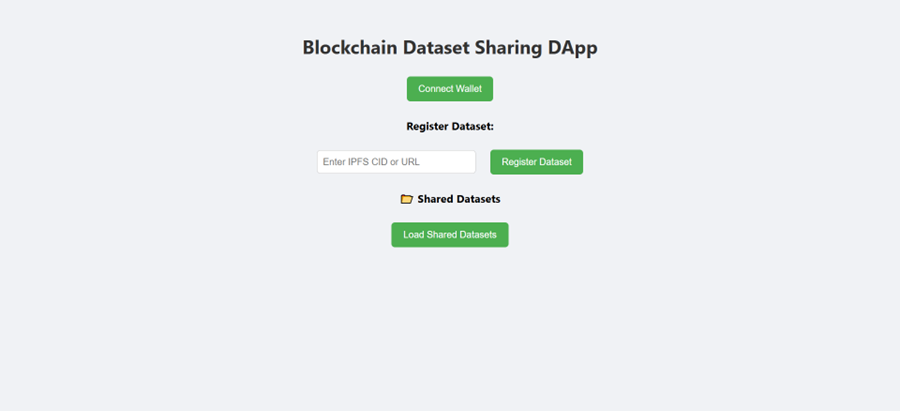 Blockchain Dataset Sharing DApp
Connect Wallet
Register Dataset:
Enter IPFS CID or URL Register Dataset
📂 Shared Datasets
Load Shared Datasets